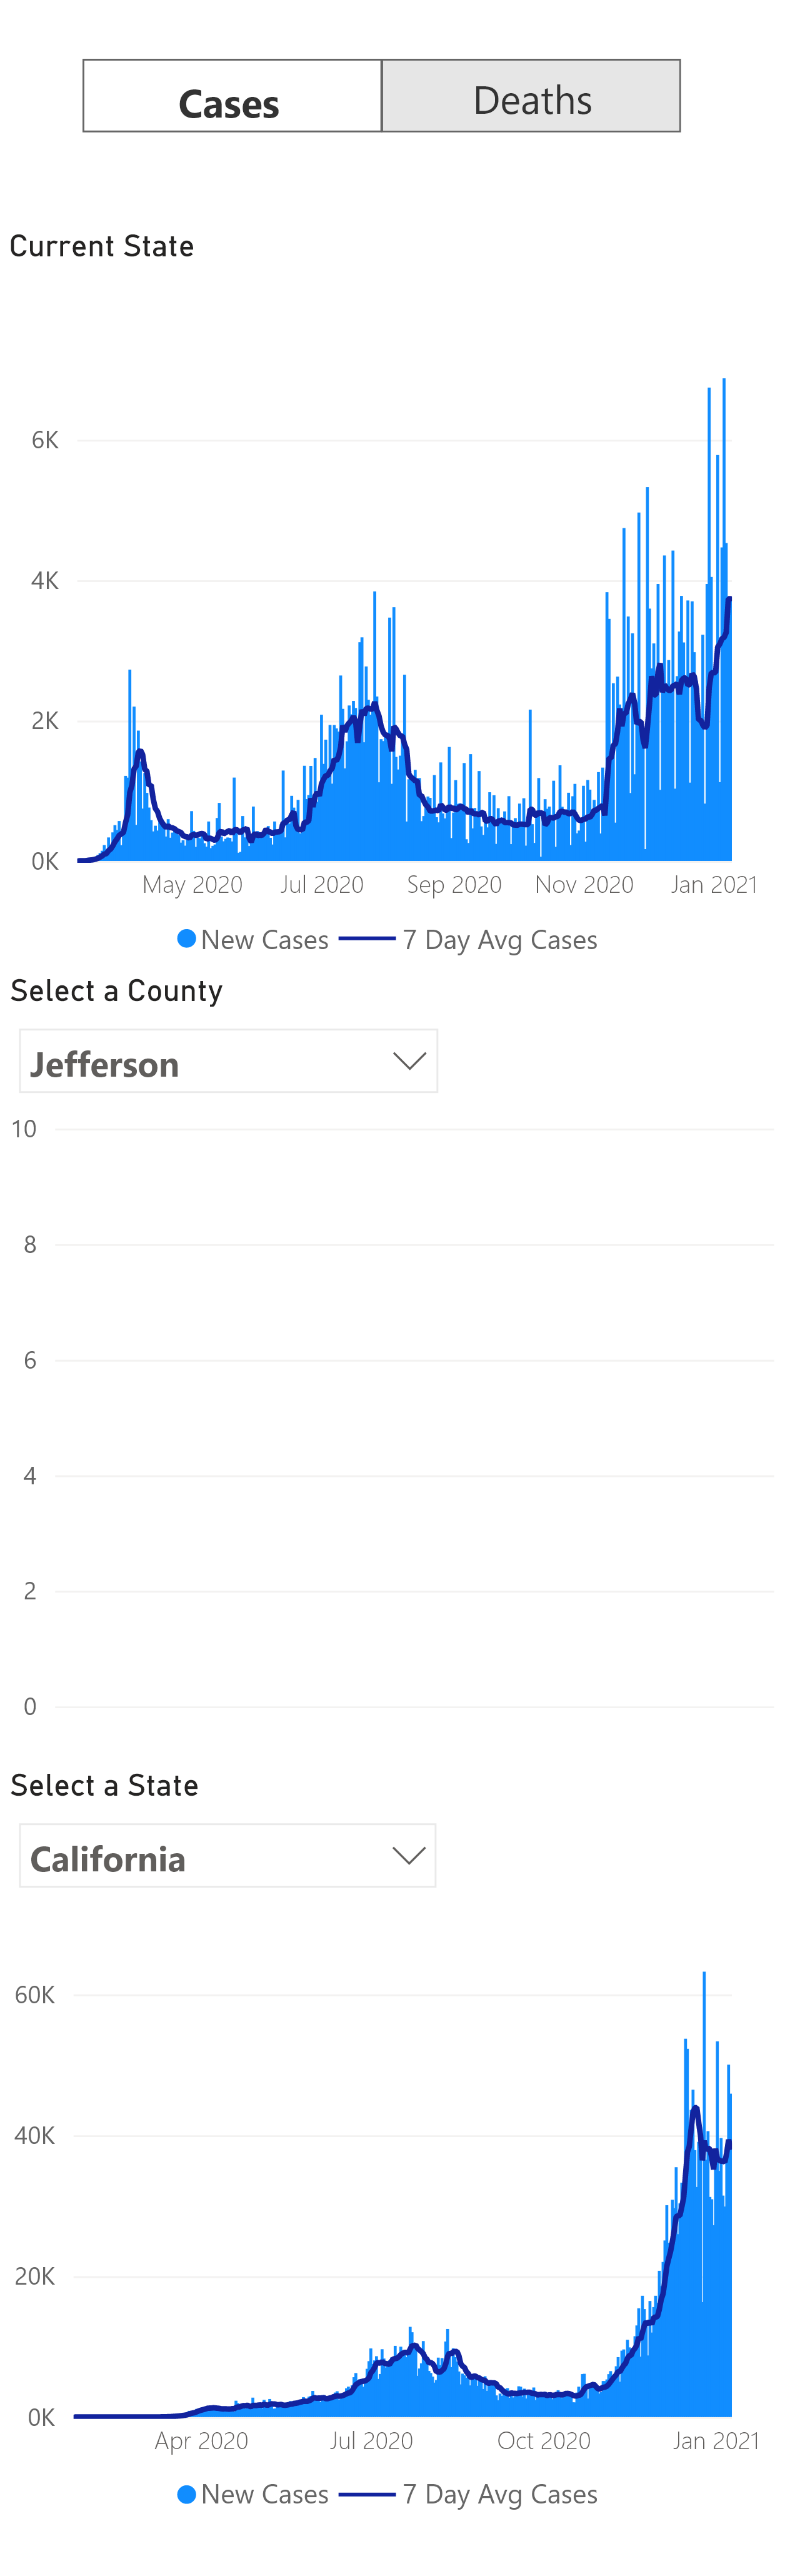 Cases Deaths
Current State
6K
4K
2K
0K
May 2020 Jul 2020 Sep 2020 Nov 2020 Jan 2021
New Cases 7 Day Avg Cases
Select a County
Jefferson
10
8
6
4
2
0
Select a State
California
60K
40K
20K
0K
Apr 2020 Jul 2020 Oct 2020 Jan 2021
New Cases 7 Day Avg Cases